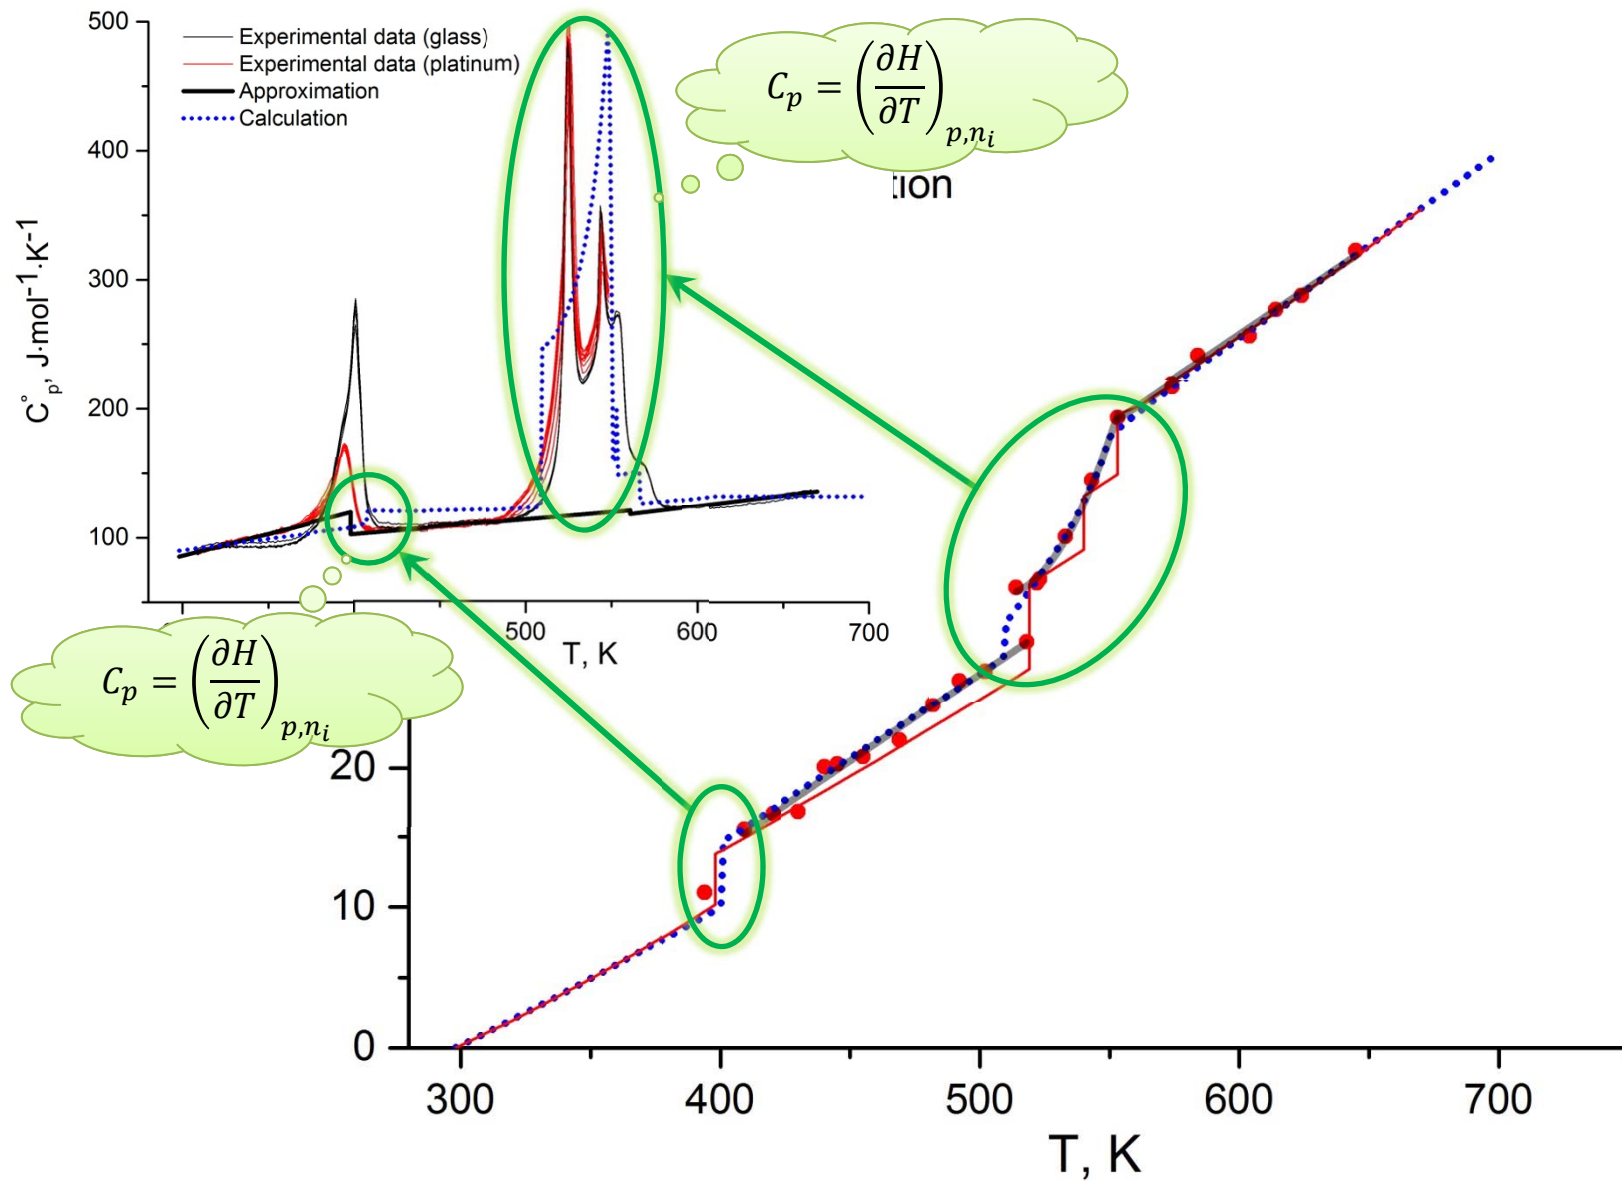 500
400
300
200
100
C°p, J·mol-1·K-1
Experimental data (glass)
Experimental data (platinum)
Approximation
Calculation
Cp = (∂H/∂T)p,ni
tion
500
600
700
T, K
Cp = (∂H/∂T)p,ni
20
10
0
300
400
500
600
700
T, K